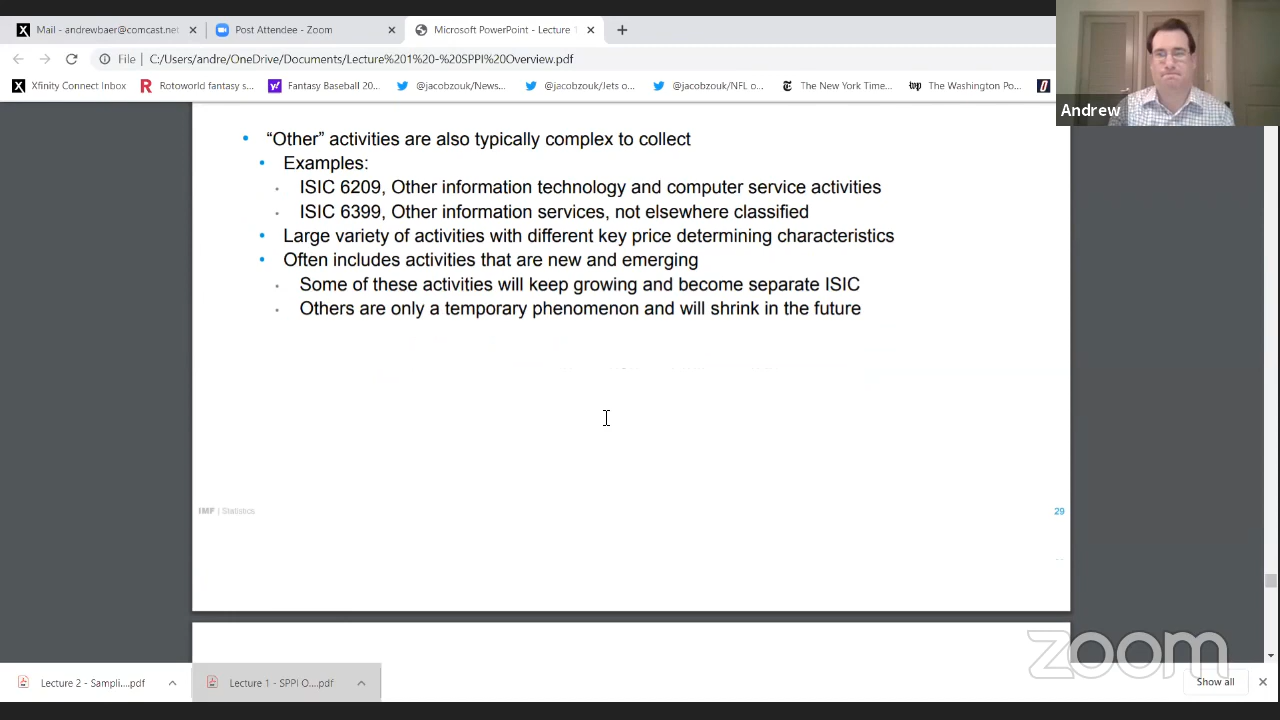 Mail - andrewbaer@comcast.net
Post Attendee - Zoom
Microsoft PowerPoint - Lecture 1
File | C:/Users/andre/OneDrive/Documents/Lecture%201%20-%20SPPI%20Overview.pdf
Xfinity Connect Inbox
Rotoworld fantasy s...
Fantasy Baseball 20...
@jacobzouk/News...
@jacobzouk/Jets o...
@jacobzouk/NFL o...
The New York Time...
The Washington Po...
Andrew
• “Other” activities are also typically complex to collect
• Examples:
• ISIC 6209, Other information technology and computer service activities
• ISIC 6399, Other information services, not elsewhere classified
• Large variety of activities with different key price determining characteristics
• Often includes activities that are new and emerging
• Some of these activities will keep growing and become separate ISIC
• Others are only a temporary phenomenon and will shrink in the future
IMF | Statistics
29
zoom
Lecture 2 - Sampli....pdf
Lecture 1 - SPPI O....pdf
Show all